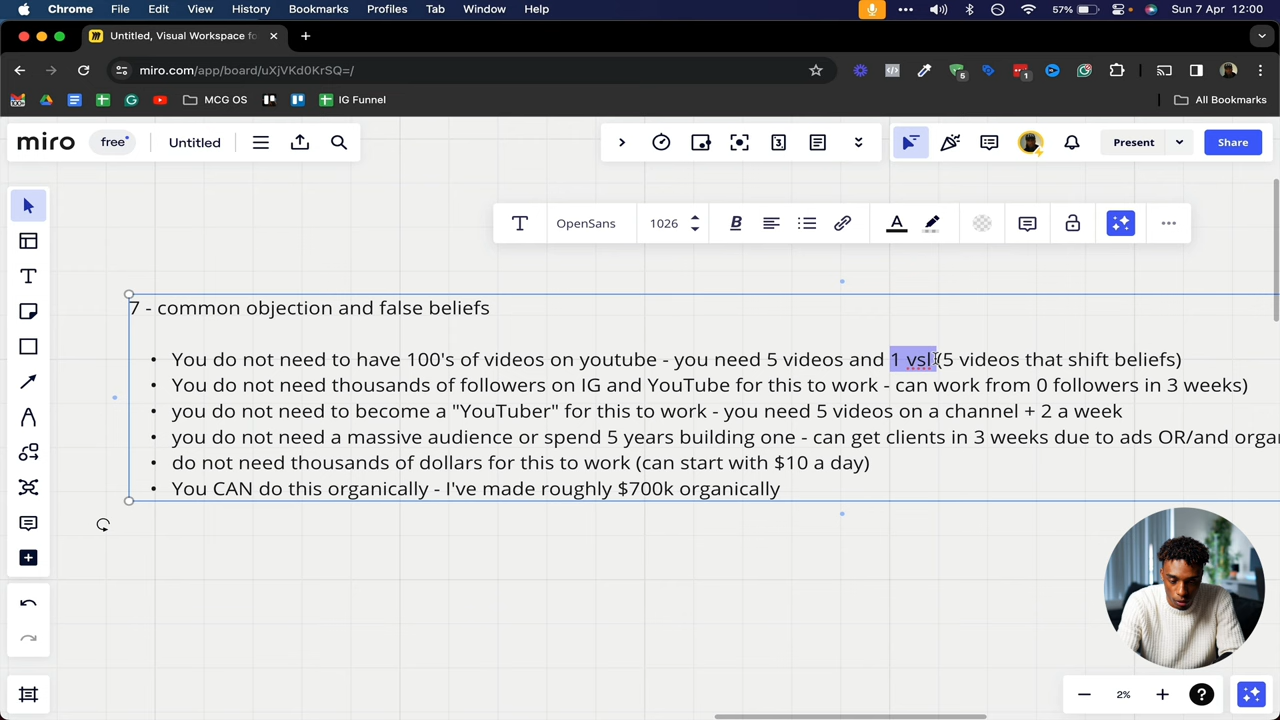 Chrome File Edit View History Bookmarks Profiles Tab Window Help 57% Sun 7 Apr 12:00
Untitled, Visual Workspace fo
miro.com/app/board/uXjVKd0KrSQ=/
5
1
MCG OS IG Funnel All Bookmarks
miro free Untitled 3 Present Share
T OpenSans 1026 B A
7 - common objection and false beliefs
• You do not need to have 100's of videos on youtube - you need 5 videos and 1 vsl (5 videos that shift beliefs)
• You do not need thousands of followers on IG and YouTube for this to work - can work from 0 followers in 3 weeks)
• you do not need to become a "YouTuber" for this to work - you need 5 videos on a channel + 2 a week
• you do not need a massive audience or spend 5 years building one - can get clients in 3 weeks due to ads OR/and orga
• do not need thousands of dollars for this to work (can start with $10 a day)
• You CAN do this organically - I've made roughly $700k organically
2%